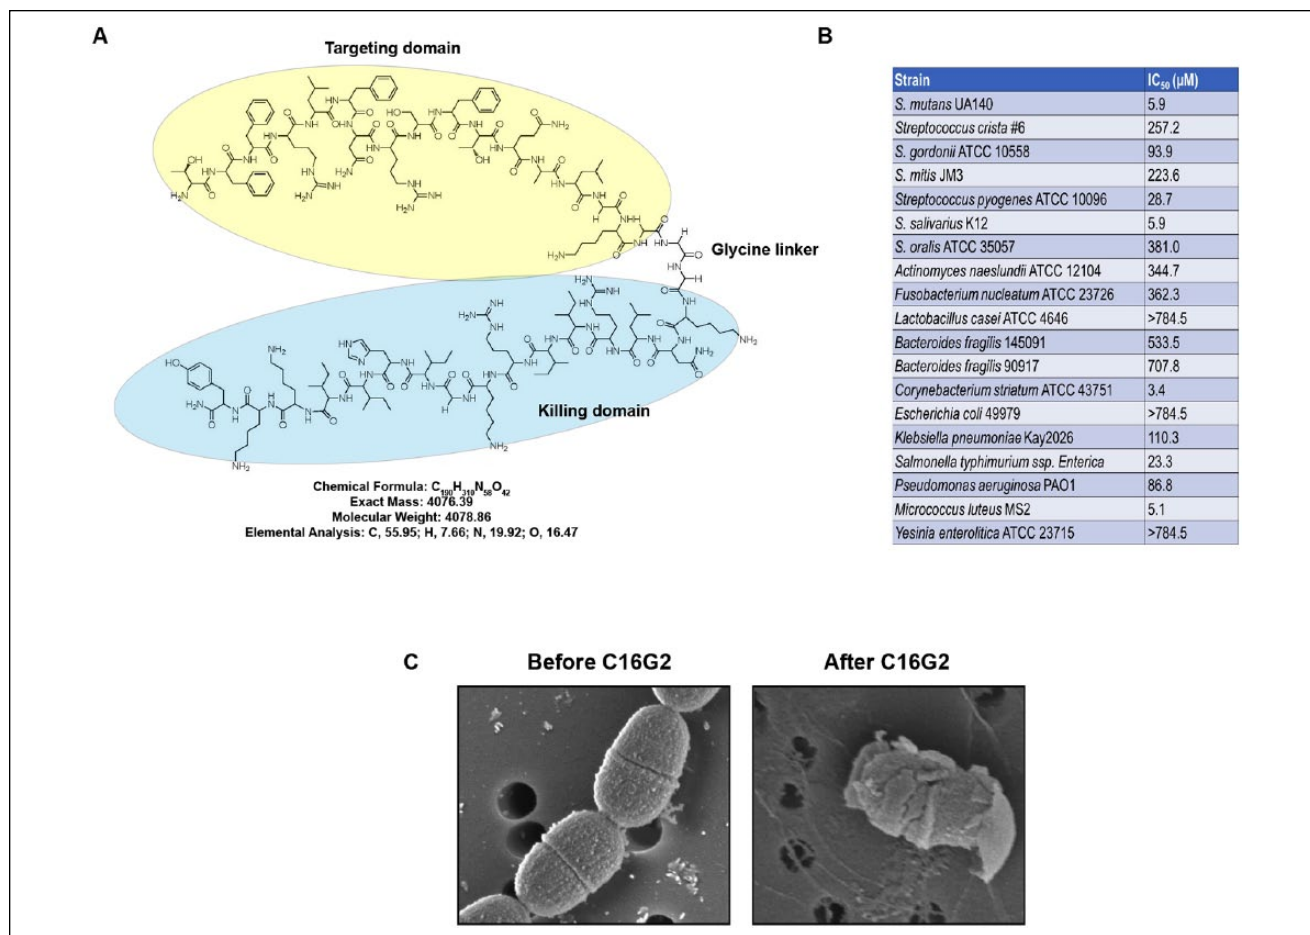 A
Targeting domain
Glycine linker
Killing domain
Chemical Formula: C190H310N58O42
Exact Mass: 4076.39
Molecular Weight: 4078.86
Elemental Analysis: C, 55.95; H, 7.66; N, 19.92; O, 16.47
B
Strain IC50 (µM)
S. mutans UA140 5.9
Streptococcus crista #6 257.2
S. gordonii ATCC 10558 93.9
S. mitis JM3 223.6
Streptococcus pyogenes ATCC 10096 28.7
S. salivarius K12 5.9
S. oralis ATCC 35057 381.0
Actinomyces naeslundii ATCC 12104 344.7
Fusobacterium nucleatum ATCC 23726 362.3
Lactobacillus casei ATCC 4646 >784.5
Bacteroides fragilis 145091 533.5
Bacteroides fragilis 90917 707.8
Corynebacterium striatum ATCC 43751 3.4
Escherichia coli 49979 >784.5
Klebsiella pneumoniae Kay2026 110.3
Salmonella typhimurium ssp. Enterica 23.3
Pseudomonas aeruginosa PAO1 86.8
Micrococcus luteus MS2 5.1
Yesinia enterolitica ATCC 23715 >784.5
C
Before C16G2
After C16G2